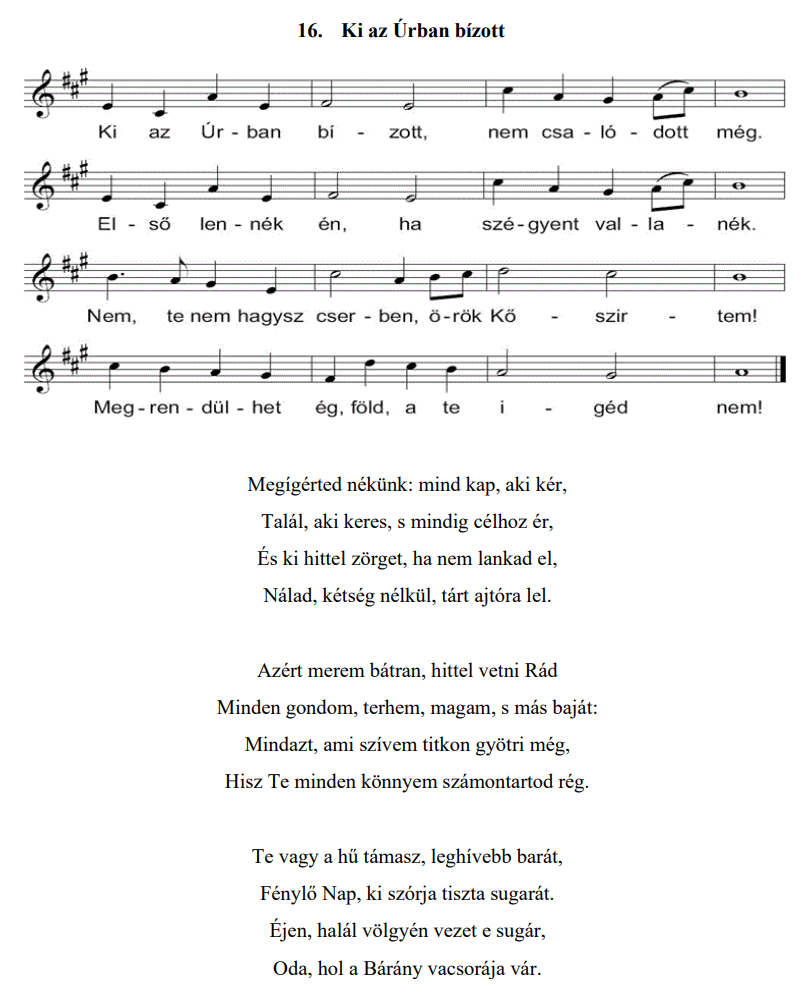 16. Ki az Úrban bízott
Ki az Úr - ban bí - zott, nem csa - ló - dott még.
El - ső len - nék én, ha szé - gyent val - la - nék.
Nem, te nem hagysz cser - ben, ö - rök Kő - szir - tem!
Meg - ren - dül - het ég, föld, a te i - géd nem!
Megígérted nékünk: mind kap, aki kér,
Talál, aki keres, s mindig célhoz ér,
És ki hittel zörget, ha nem lankad el,
Nálad, kétség nélkül, tárt ajtóra lel.
Azért merem bátran, hittel vetni Rád
Minden gondom, terhem, magam, s más baját:
Mindazt, ami szívem titkon gyötri még,
Hisz Te minden könnyem számontartod rég.
Te vagy a hű támasz, leghívebb barát,
Fénylő Nap, ki szórja tiszta sugarát.
Éjen, halál völgyén vezet e sugár,
Oda, hol a Bárány vacsorája vár.